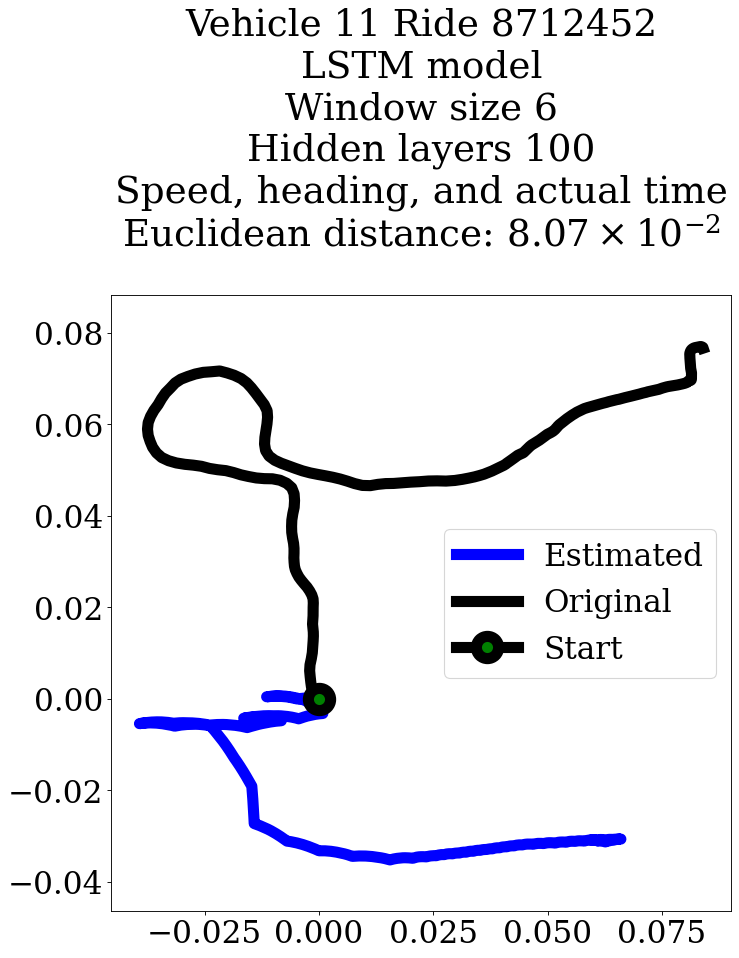 Vehicle 11 Ride 8712452
LSTM model
Window size 6
Hidden layers 100
Speed, heading, and actual time
Euclidean distance: 8.07 × 10⁻²
0.08
0.06
0.04
Estimated
Original
0.02
Start
0.00
−0.02
−0.04
−0.025 0.000 0.025 0.050 0.075